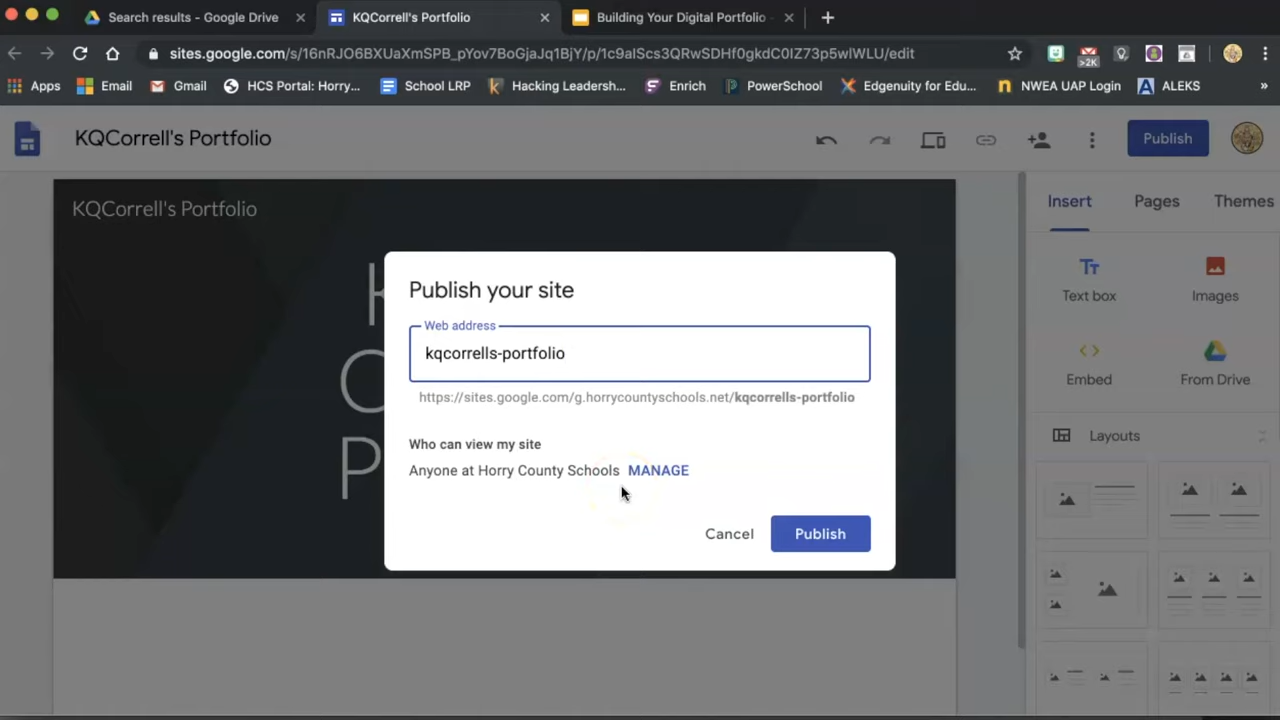 Search results - Google Drive
KQCorrell's Portfolio
Building Your Digital Portfolio
sites.google.com/s/16nRJO6BXUaXmSPB_pYov7BoGjaJq1BjY/p/1c9aIScs3QRwSDHf0gkdC0IZ73p5wlWLU/edit
>2K
Apps
Email
Gmail
HCS Portal: Horry...
School LRP
Hacking Leadersh...
Enrich
PowerSchool
Edgenuity for Edu...
NWEA UAP Login
ALEKS
»
KQCorrell's Portfolio
Publish
KQCorrell's Portfolio
Insert
Pages
Themes
Text box
Images
Embed
From Drive
Layouts
Publish your site
Web address
kqcorrells-portfolio
https://sites.google.com/g.horrycountyschools.net/kqcorrells-portfolio
Who can view my site
Anyone at Horry County Schools MANAGE
Cancel
Publish